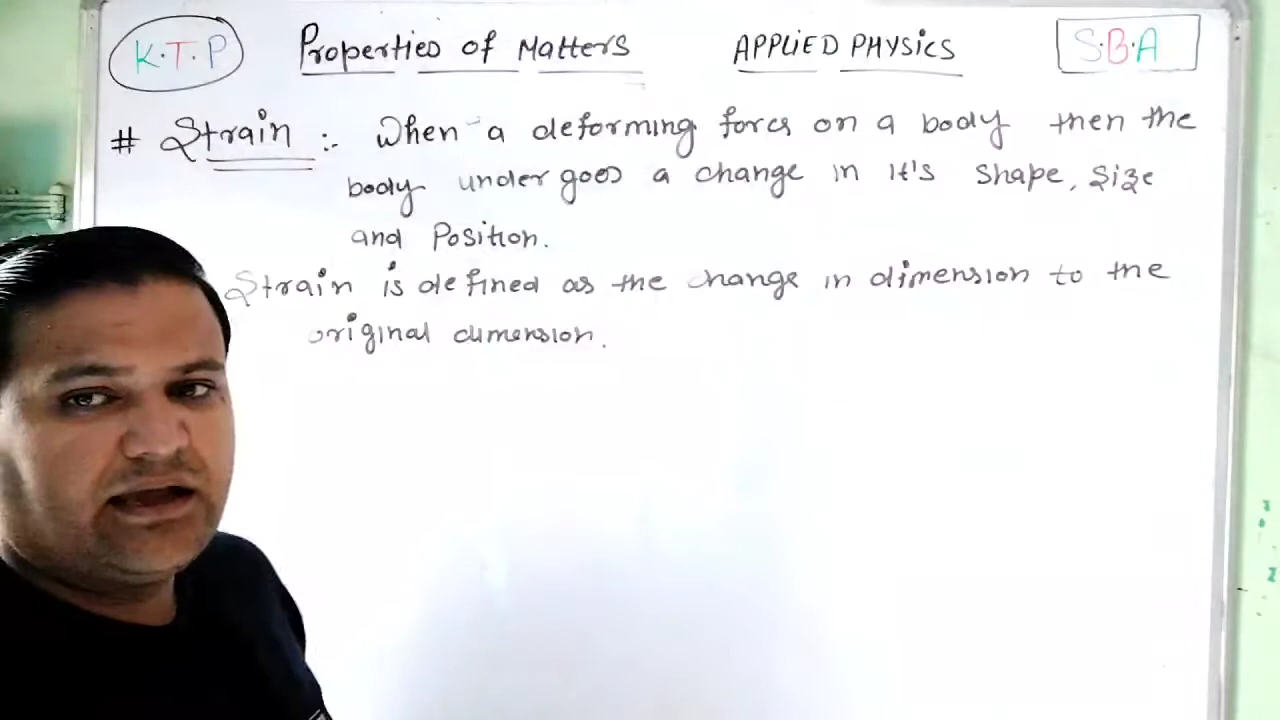 K.T.P Properties of Matters APPLIED PHYSICS S.B.A
# Strain :- When a deforming forcs on a body then the
body undergoes a change in it's shape, size
and Position.
Strain is defined as the change in dimension to the
original dimension.